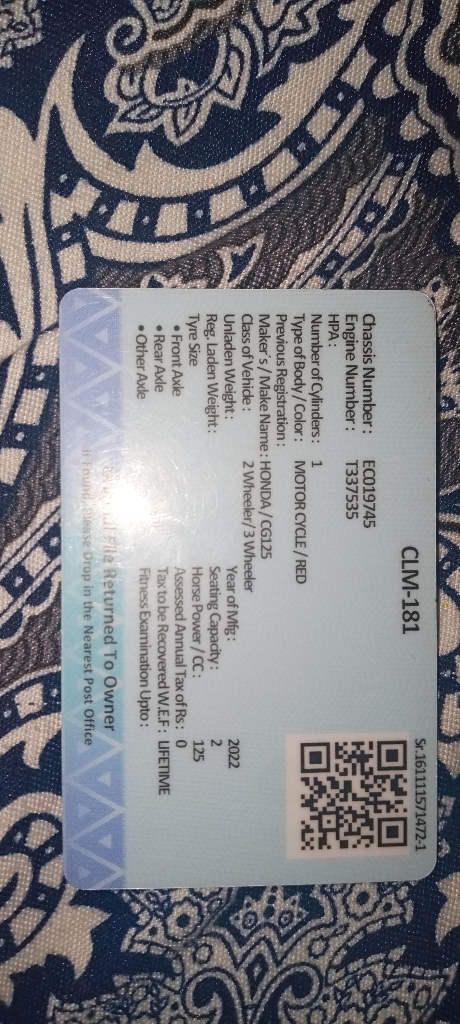 Sr.161111571472-1
CLM-181
Chassis Number : EC019745
Engine Number : T337535
HPA :
Number of Cylinders : 1
Type of Body / Color : MOTOR CYCLE / RED
Previous Registration :
Maker's / Make Name : HONDA / CG125
Class of Vehicle : 2 Wheeler/ 3 Wheeler
Unladen Weight : Year of Mfg : 2022
Reg. Laden Weight : Seating Capacity : 2
Tyre Size Horse Power / CC : 125
• Front Axle Assessed Annual Tax of Rs : 0
• Rear Axle Tax to be Recovered W.E.F : LIFETIME
• Other Axle Fitness Examination Upto :
File Returned To Owner
If Found, Please Drop in the Nearest Post Office